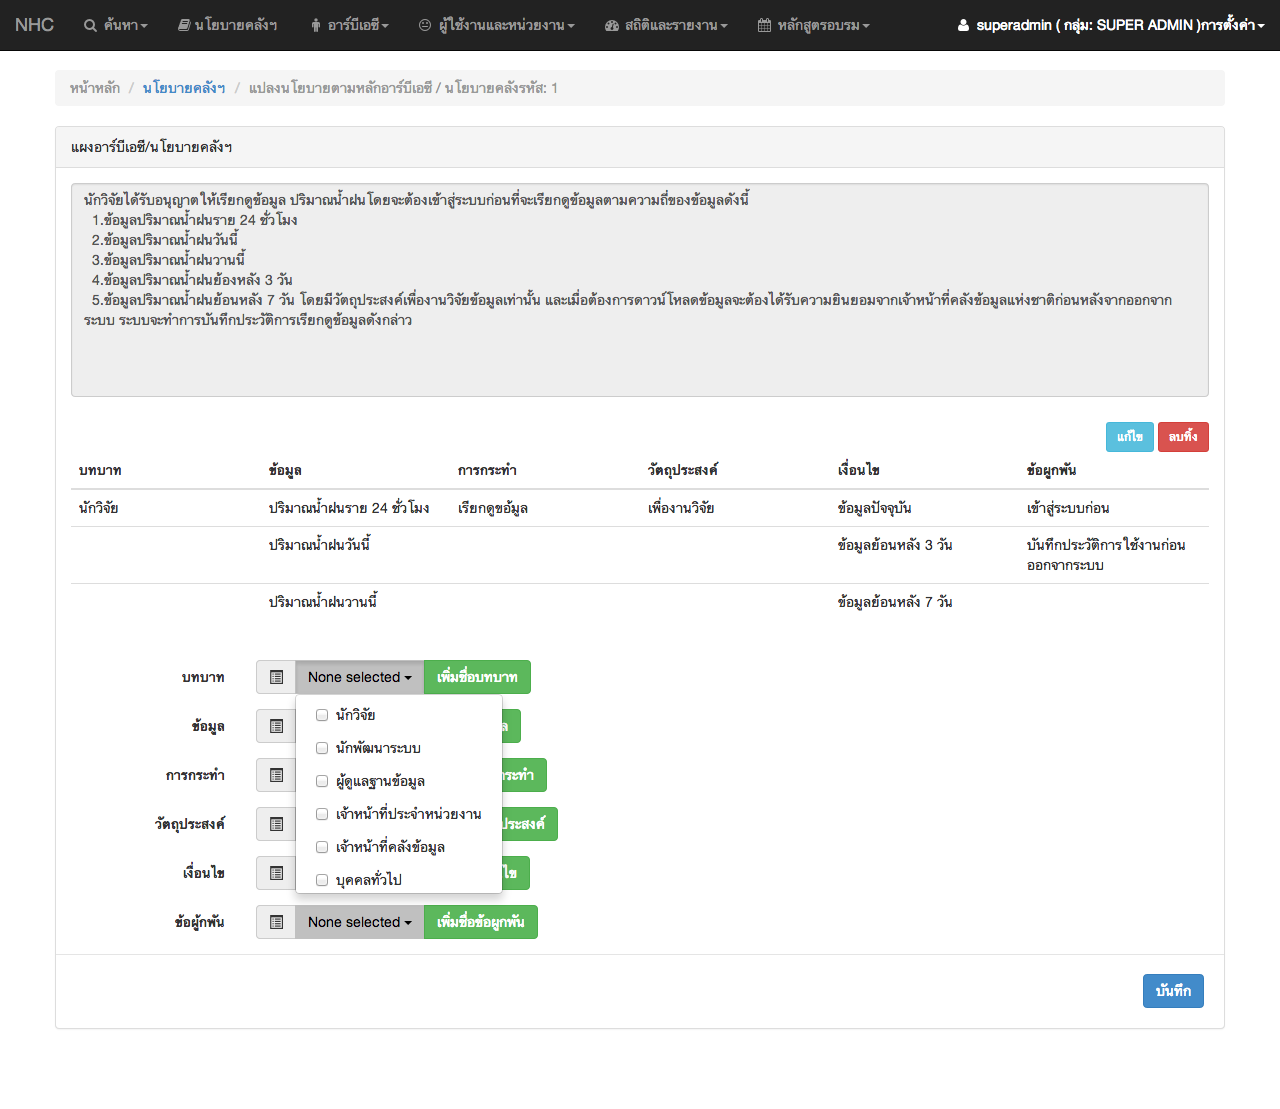 NHC ค้นหา นโยบายคลังฯ อาร์บีเอซี ผู้ใช้งานและหน่วยงาน สถิติและรายงาน หลักสูตรอบรม superadmin ( กลุ่ม: SUPER ADMIN )การตั้งค่า
หน้าหลัก / นโยบายคลังฯ / แปลงนโยบายตามหลักอาร์บีเอซี / นโยบายคลังรหัส: 1
แผงอาร์บีเอซี/นโยบายคลังฯ
นักวิจัยได้รับอนุญาตให้เรียกดูข้อมูล ปริมาณน้ำฝนโดยจะต้องเข้าสู่ระบบก่อนที่จะเรียกดูข้อมูลตามความถี่ของข้อมูลดังนี้
1.ข้อมูลปริมาณน้ำฝนราย 24 ชั่วโมง
2.ข้อมูลปริมาณน้ำฝนวันนี้
3.ข้อมูลปริมาณน้ำฝนวานนี้
4.ข้อมูลปริมาณน้ำฝนย้องหลัง 3 วัน
5.ข้อมูลปริมาณน้ำฝนย้อนหลัง 7 วัน โดยมีวัตถุประสงค์เพื่องานวิจัยข้อมูลเท่านั้น และเมื่อต้องการดาวน์โหลดข้อมูลจะต้องได้รับความยินยอมจากเจ้าหน้าที่คลังข้อมูลแห่งชาติก่อนหลังจากออกจาก
ระบบ ระบบจะทำการบันทึกประวัติการเรียกดูข้อมูลดังกล่าว
แก้ไข ลบทิ้ง
บทบาท ข้อมูล การกระทำ วัตถุประสงค์ เงื่อนไข ข้อผูกพัน
นักวิจัย ปริมาณน้ำฝนราย 24 ชั่วโมง เรียกดูขอ้มูล เพื่องานวิจัย ข้อมูลปัจจุบัน เข้าสู่ระบบก่อน
ปริมาณน้ำฝนวันนี้ ข้อมูลย้อนหลัง 3 วัน บันทึกประวัติการใช้งานก่อน
ออกจากระบบ
ปริมาณน้ำฝนวานนี้ ข้อมูลย้อนหลัง 7 วัน
บทบาท None selected เพิ่มชื่อบทบาท
นักวิจัย
ข้อมูล ล
นักพัฒนาระบบ
การกระทำ ผู้ดูแลฐานข้อมูล กระทำ
เจ้าหน้าที่ประจำหน่วยงาน
วัตถุประสงค์ ประสงค์
เจ้าหน้าที่คลังข้อมูล
เงื่อนไข ไข
บุคคลทั่วไป
ข้อผู้กพัน None selected เพิ่มชื่อข้อผูกพัน
บันทึก